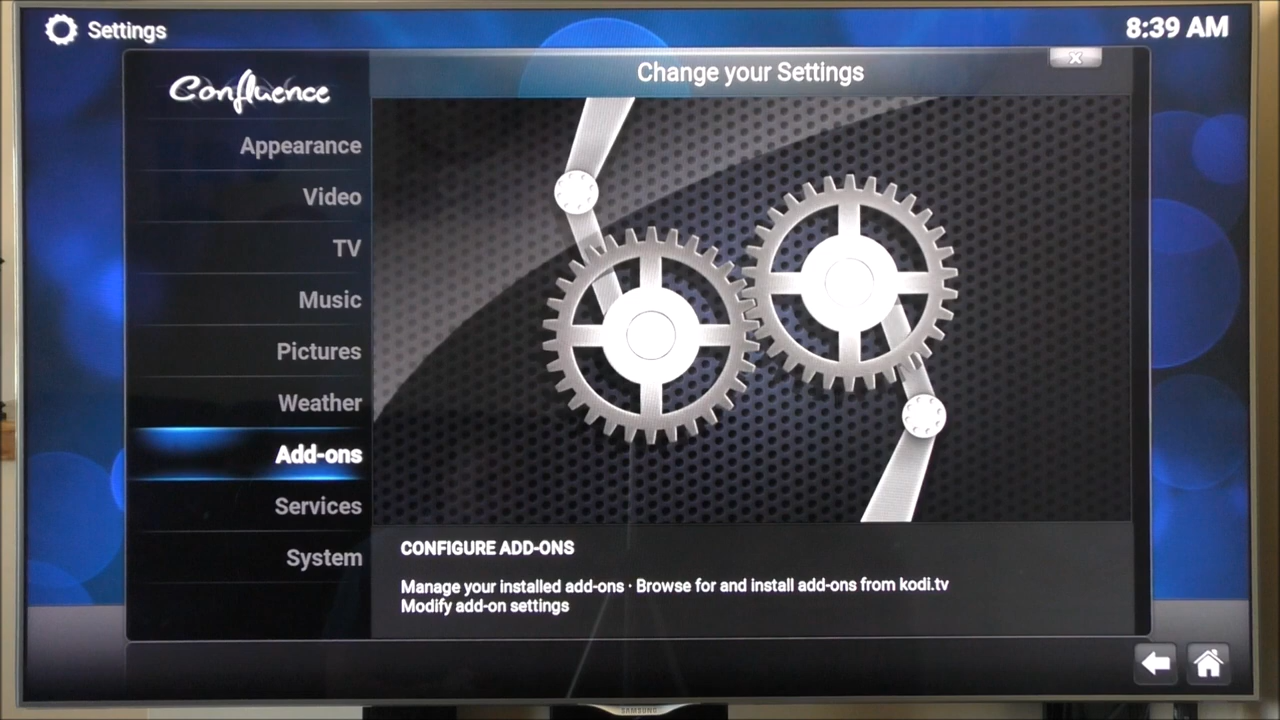 Settings
8:39 AM
Confluence
Change your Settings
Appearance
Video
TV
Music
Pictures
Weather
Add-ons
Services
System
CONFIGURE ADD-ONS
Manage your installed add-ons · Browse for and install add-ons from kodi.tv
Modify add-on settings
SAMSUNG